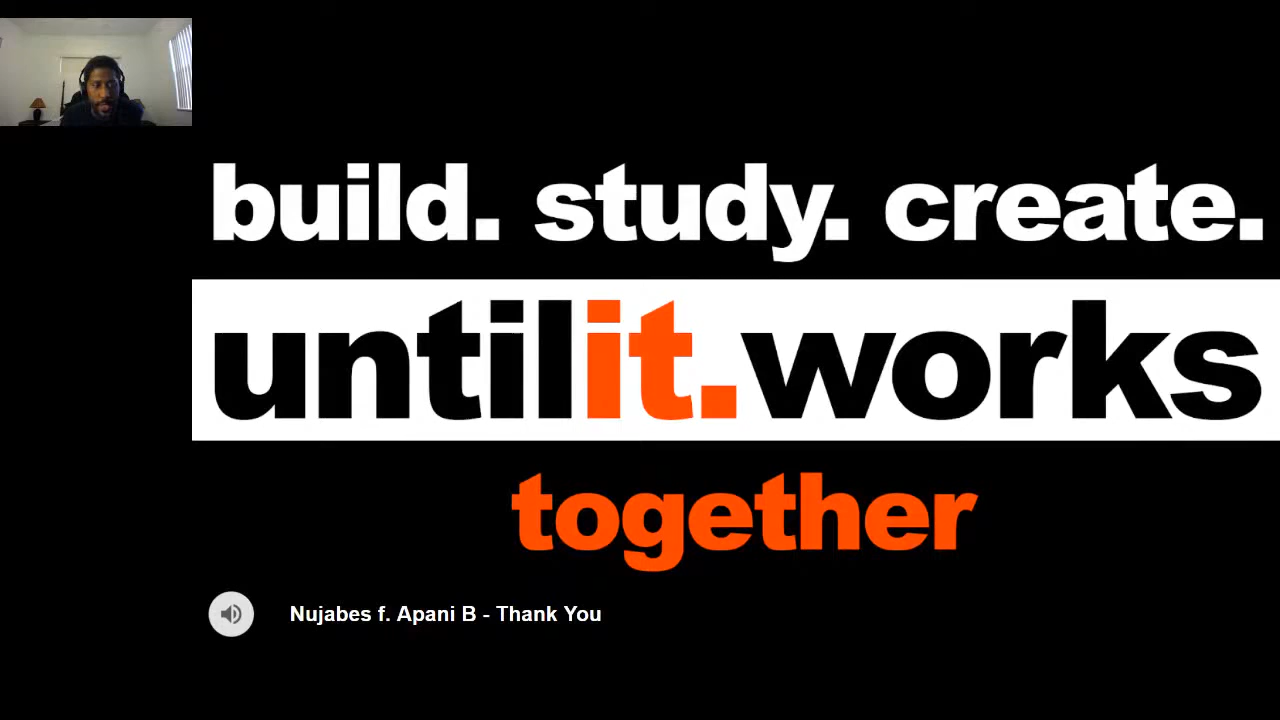 build. study. create.
untilit.works
together
Nujabes f. Apani B - Thank You